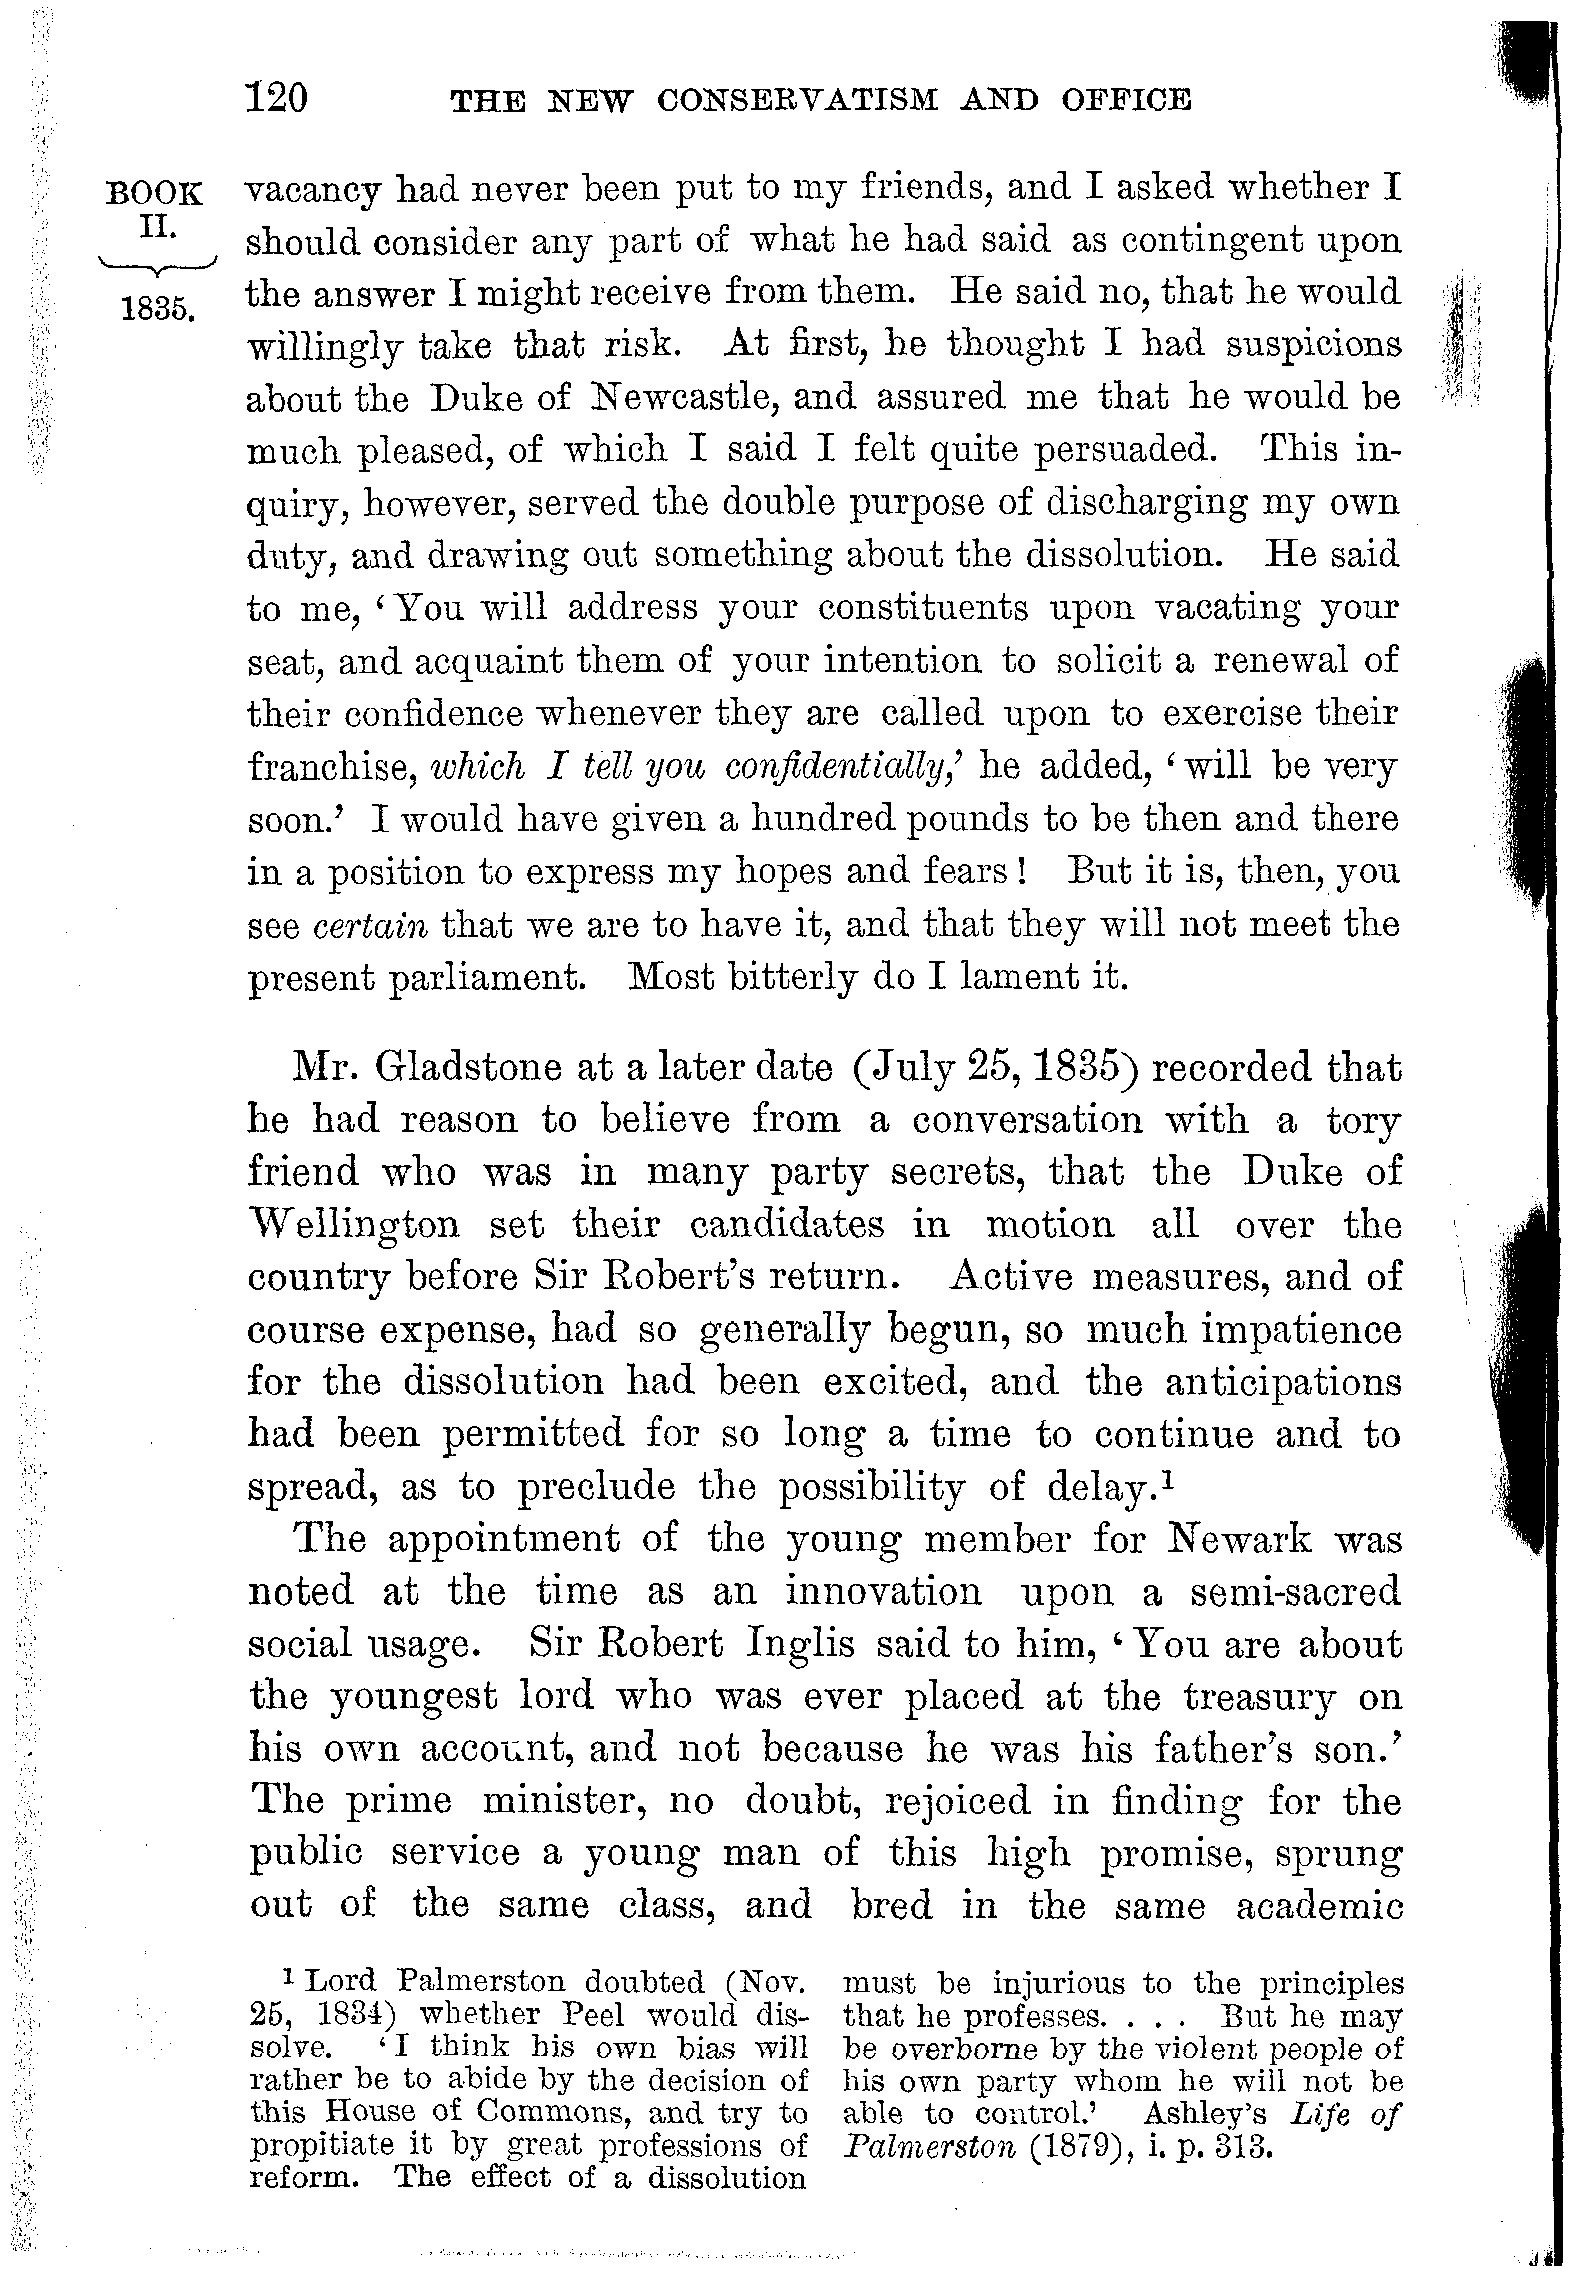 120 THE NEW CONSERVATISM AND OFFICE
BOOK
II.
1835.
vacancy had never been put to my friends, and I asked whether I
should consider any part of what he had said as contingent upon
the answer I might receive from them. He said no, that he would
willingly take that risk. At first, he thought I had suspicions
about the Duke of Newcastle, and assured me that he would be
much pleased, of which I said I felt quite persuaded. This in-
quiry, however, served the double purpose of discharging my own
duty, and drawing out something about the dissolution. He said
to me, ‘You will address your constituents upon vacating your
seat, and acquaint them of your intention to solicit a renewal of
their confidence whenever they are called upon to exercise their
franchise, which I tell you confidentially,’ he added, ‘will be very
soon.’ I would have given a hundred pounds to be then and there
in a position to express my hopes and fears! But it is, then, you
see certain that we are to have it, and that they will not meet the
present parliament. Most bitterly do I lament it.
Mr. Gladstone at a later date (July 25, 1835) recorded that
he had reason to believe from a conversation with a tory
friend who was in many party secrets, that the Duke of
Wellington set their candidates in motion all over the
country before Sir Robert’s return. Active measures, and of
course expense, had so generally begun, so much impatience
for the dissolution had been excited, and the anticipations
had been permitted for so long a time to continue and to
spread, as to preclude the possibility of delay.¹
The appointment of the young member for Newark was
noted at the time as an innovation upon a semi-sacred
social usage. Sir Robert Inglis said to him, ‘You are about
the youngest lord who was ever placed at the treasury on
his own account, and not because he was his father’s son.’
The prime minister, no doubt, rejoiced in finding for the
public service a young man of this high promise, sprung
out of the same class, and bred in the same academic
¹ Lord Palmerston doubted (Nov.
25, 1834) whether Peel would dis-
solve. ‘I think his own bias will
rather be to abide by the decision of
this House of Commons, and try to
propitiate it by great professions of
reform. The effect of a dissolution
must be injurious to the principles
that he professes. . . . But he may
be overborne by the violent people of
his own party whom he will not be
able to control.’ Ashley’s Life of
Palmerston (1879), i. p. 313.